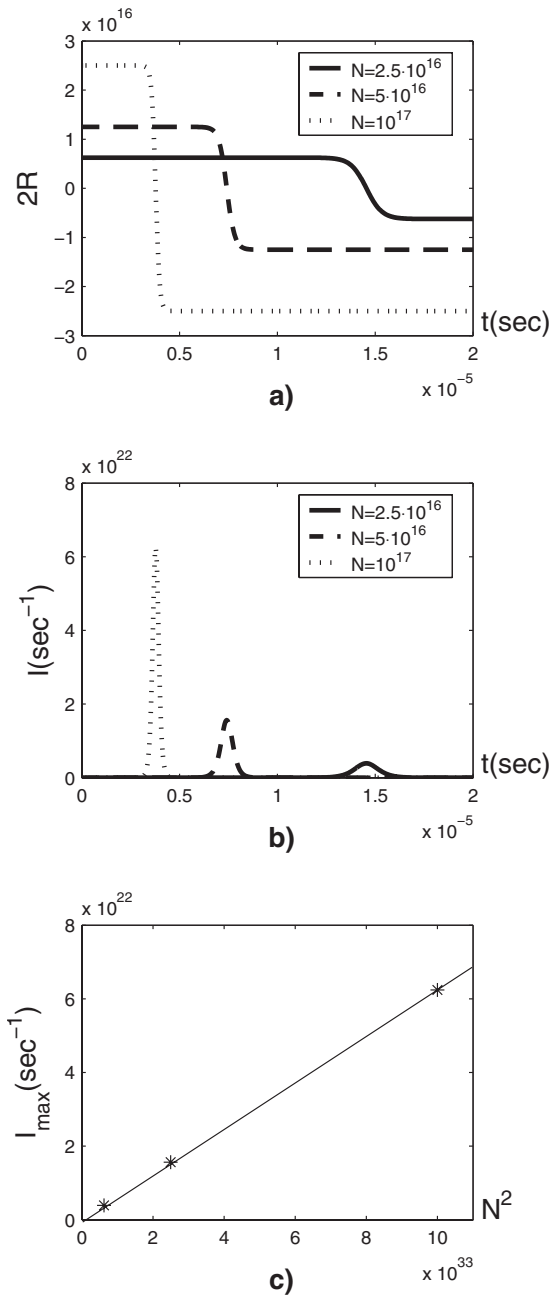 × 10^16
3
2
1
0
−1
−2
−3
2R
N=2.5·10^16
N=5·10^16
N=10^17
0 0.5 1 1.5 2
t(sec)
× 10^-5
a)
× 10^22
8
6
4
2
0
I(sec^−1)
N=2.5·10^16
N=5·10^16
N=10^17
0 0.5 1 1.5 2
t(sec)
× 10^-5
b)
× 10^22
8
6
4
2
0
I_max(sec^−1)
0 2 4 6 8 10
N^2
× 10^33
c)